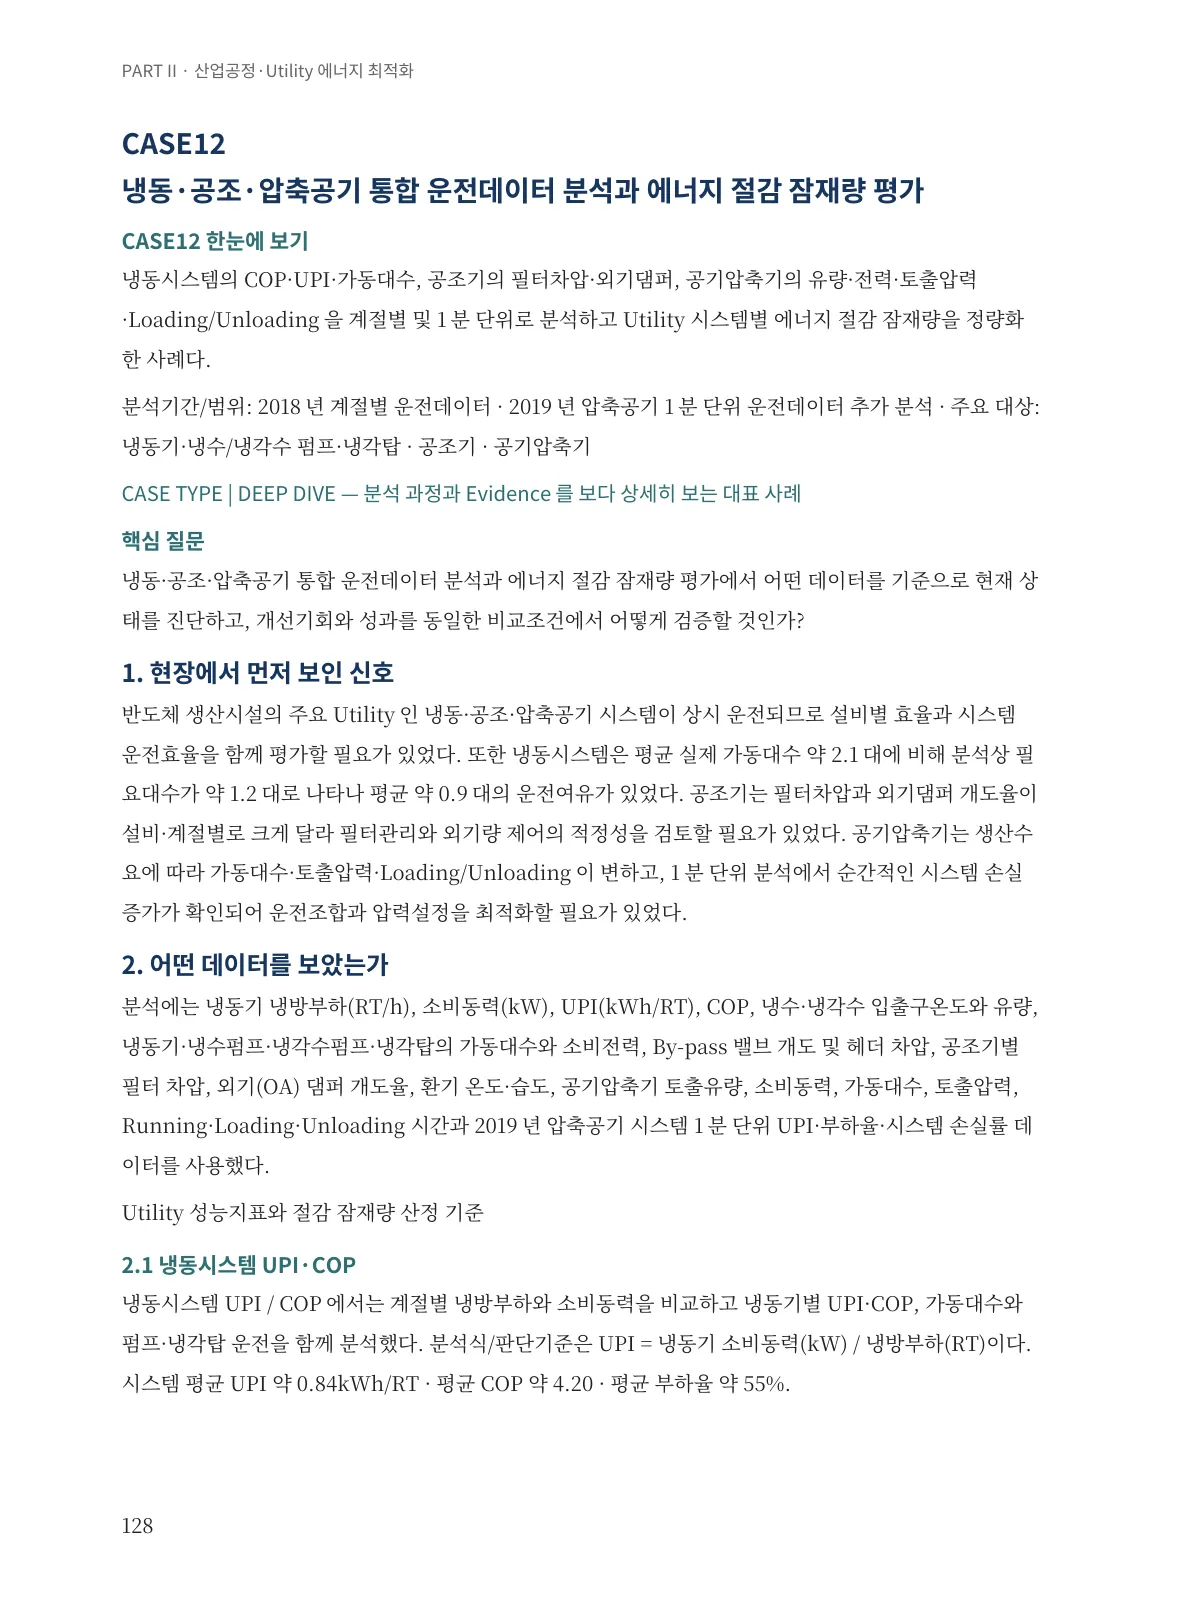 PART II · 산업공정·Utility 에너지 최적화
CASE12
냉동·공조·압축공기 통합 운전데이터 분석과 에너지 절감 잠재량 평가
CASE12 한눈에 보기
냉동시스템의 COP·UPI·가동대수, 공조기의 필터차압·외기댐퍼, 공기압축기의 유량·전력·토출압력
·Loading/Unloading 을 계절별 및 1 분 단위로 분석하고 Utility 시스템별 에너지 절감 잠재량을 정량화
한 사례다.
분석기간/범위: 2018 년 계절별 운전데이터 · 2019 년 압축공기 1 분 단위 운전데이터 추가 분석 · 주요 대상:
냉동기·냉수/냉각수 펌프·냉각탑 · 공조기 · 공기압축기
CASE TYPE | DEEP DIVE — 분석 과정과 Evidence 를 보다 상세히 보는 대표 사례
핵심 질문
냉동·공조·압축공기 통합 운전데이터 분석과 에너지 절감 잠재량 평가에서 어떤 데이터를 기준으로 현재 상
태를 진단하고, 개선기회와 성과를 동일한 비교조건에서 어떻게 검증할 것인가?
1. 현장에서 먼저 보인 신호
반도체 생산시설의 주요 Utility 인 냉동·공조·압축공기 시스템이 상시 운전되므로 설비별 효율과 시스템
운전효율을 함께 평가할 필요가 있었다. 또한 냉동시스템은 평균 실제 가동대수 약 2.1 대에 비해 분석상 필
요대수가 약 1.2 대로 나타나 평균 약 0.9 대의 운전여유가 있었다. 공조기는 필터차압과 외기댐퍼 개도율이
설비·계절별로 크게 달라 필터관리와 외기량 제어의 적정성을 검토할 필요가 있었다. 공기압축기는 생산수
요에 따라 가동대수·토출압력·Loading/Unloading 이 변하고, 1 분 단위 분석에서 순간적인 시스템 손실
증가가 확인되어 운전조합과 압력설정을 최적화할 필요가 있었다.
2. 어떤 데이터를 보았는가
분석에는 냉동기 냉방부하(RT/h), 소비동력(kW), UPI(kWh/RT), COP, 냉수·냉각수 입출구온도와 유량,
냉동기·냉수펌프·냉각수펌프·냉각탑의 가동대수와 소비전력, By-pass 밸브 개도 및 헤더 차압, 공조기별
필터 차압, 외기(OA) 댐퍼 개도율, 환기 온도·습도, 공기압축기 토출유량, 소비동력, 가동대수, 토출압력,
Running·Loading·Unloading 시간과 2019 년 압축공기 시스템 1 분 단위 UPI·부하율·시스템 손실률 데
이터를 사용했다.
Utility 성능지표와 절감 잠재량 산정 기준
2.1 냉동시스템 UPI·COP
냉동시스템 UPI / COP 에서는 계절별 냉방부하와 소비동력을 비교하고 냉동기별 UPI·COP, 가동대수와
펌프·냉각탑 운전을 함께 분석했다. 분석식/판단기준은 UPI = 냉동기 소비동력(kW) / 냉방부하(RT)이다.
시스템 평균 UPI 약 0.84kWh/RT · 평균 COP 약 4.20 · 평균 부하율 약 55%.
128